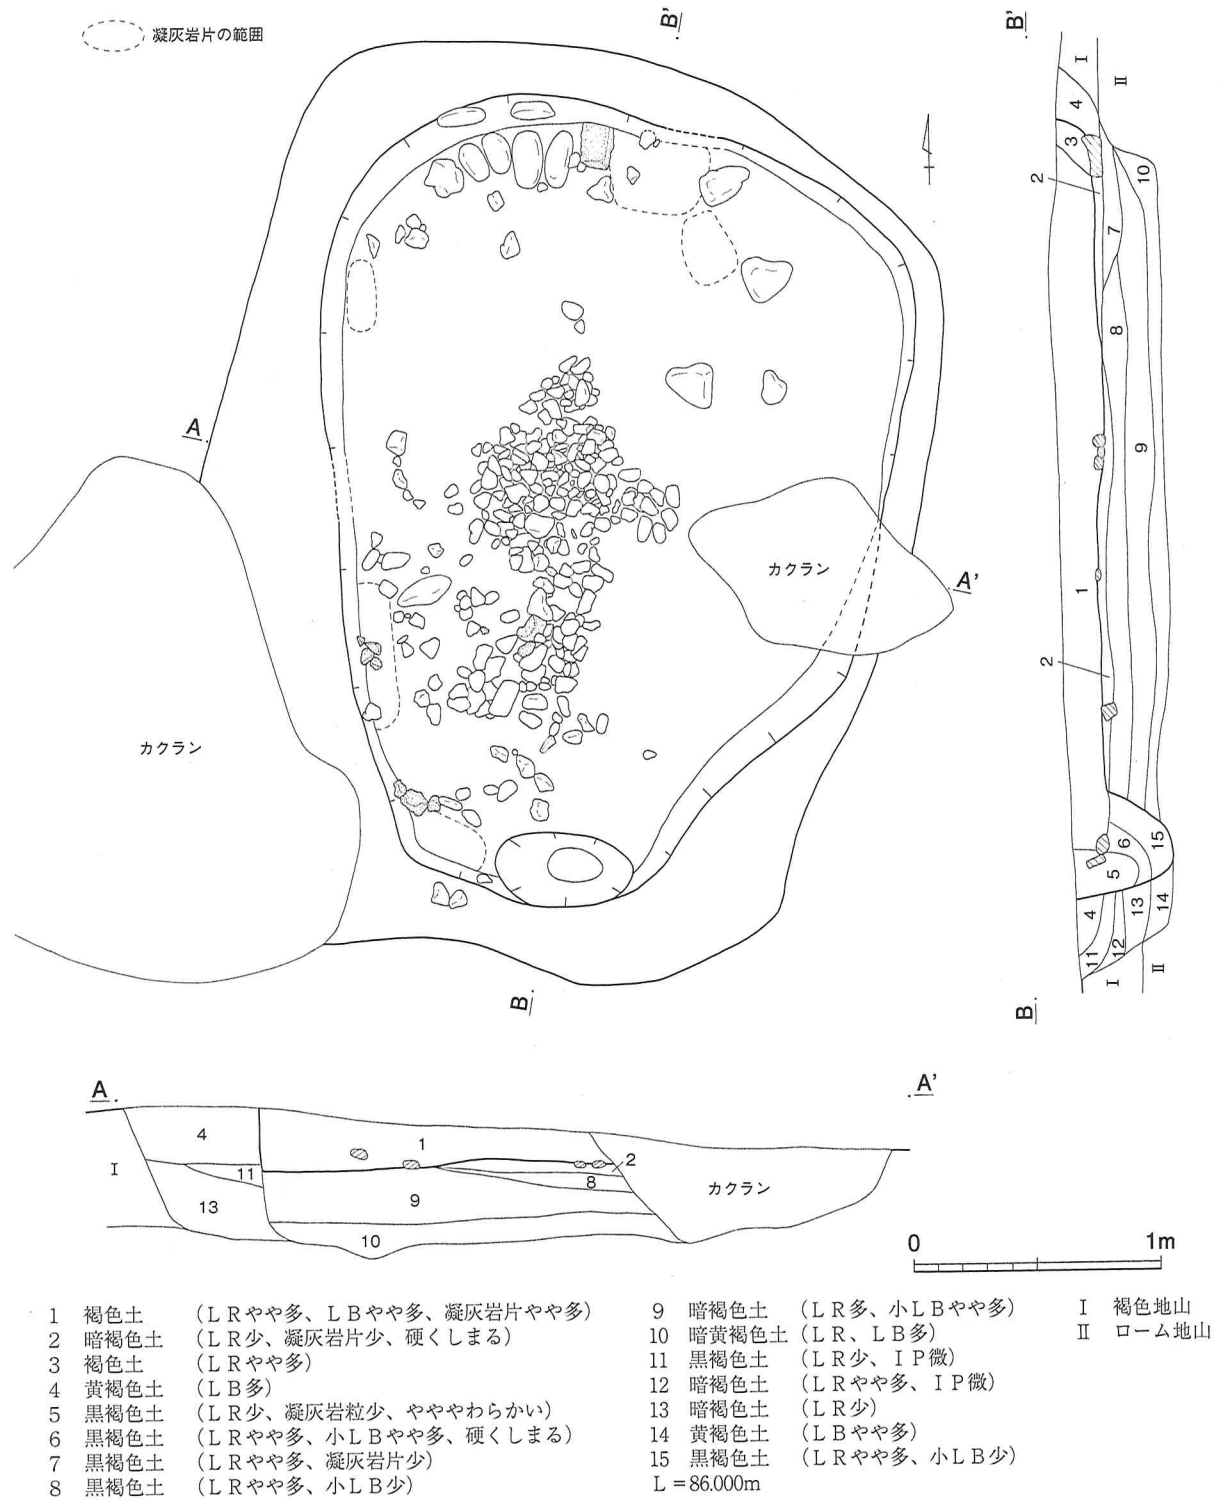 凝灰岩片の範囲
B'
A
カクラン
A'
カクラン
B
B'
I
II
4
3
2
10
7
8
9
1
2
6
15
5
4
13
14
11
12
I
II
B
A
A'
4
1
I
11
2
8
13
9
カクラン
10
0
1m
1 褐色土 (LRやや多、LBやや多、凝灰岩片やや多)
2 暗褐色土 (LR少、凝灰岩片少、硬くしまる)
3 褐色土 (LRやや多)
4 黄褐色土 (LB多)
5 黒褐色土 (LR少、凝灰岩粒少、やややわらかい)
6 黒褐色土 (LRやや多、小LBやや多、硬くしまる)
7 黒褐色土 (LRやや多、凝灰岩片少)
8 黒褐色土 (LRやや多、小LB少)
9 暗褐色土 (LR多、小LBやや多)
10 暗黄褐色土 (LR、LB多)
11 黒褐色土 (LR少、IP微)
12 暗褐色土 (LRやや多、IP微)
13 暗褐色土 (LR少)
14 黄褐色土 (LBやや多)
15 黒褐色土 (LRやや多、小LB少)
L=86.000m
I 褐色地山
II ローム地山